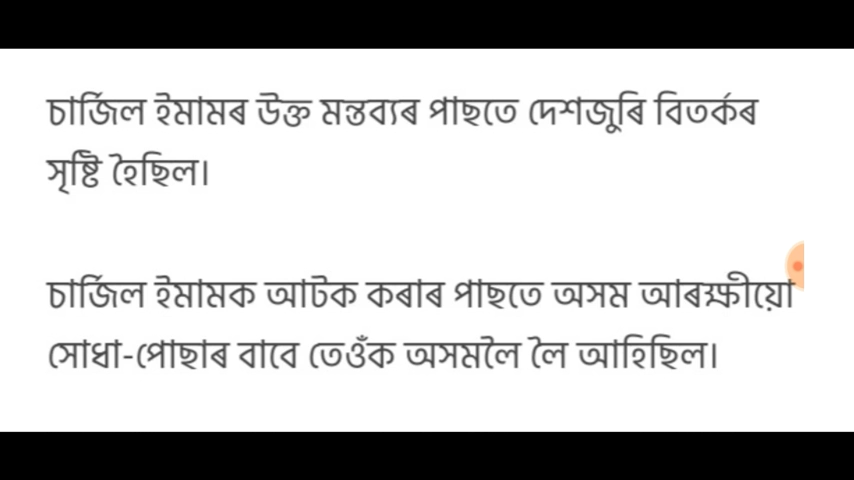 চাৰ্জিল ইমামৰ উক্ত মন্তব্যৰ পাছতে দেশজুৰি বিতৰ্কৰ
সৃষ্টি হৈছিল।
চাৰ্জিল ইমামক আটক কৰাৰ পাছতে অসম আৰক্ষীয়ো
সোধা-পোছাৰ বাবে তেওঁক অসমলৈ লৈ আহিছিল।